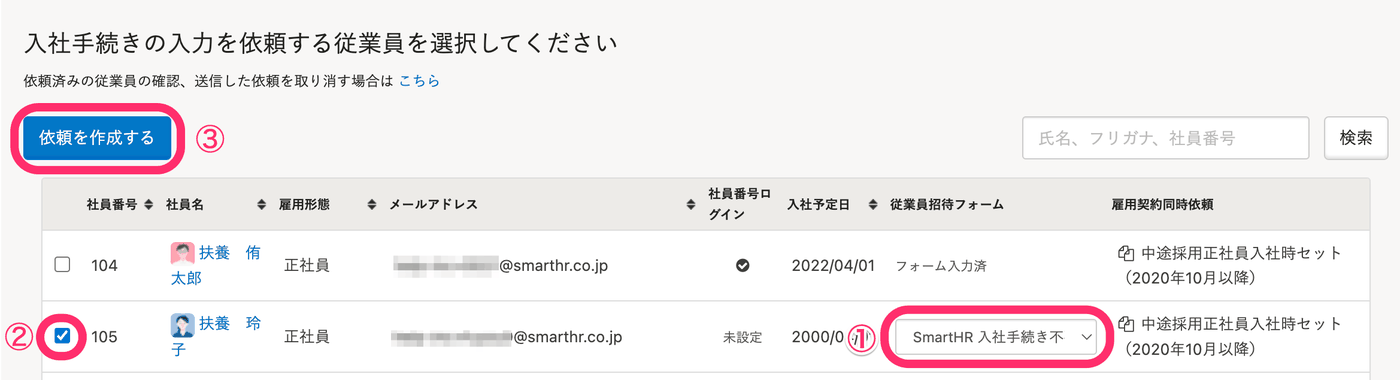 入社手続きの入力を依頼する従業員を選択してください
依頼済みの従業員の確認、送信した依頼を取り消す場合は こちら
依頼を作成する ③ 氏名、フリガナ、社員番号 検索
社員番号 社員名 雇用形態 メールアドレス 社員番号ロ 入社予定日 従業員招待フォーム 雇用契約同時依頼
グイン
104 扶養 侑 正社員 @smarthr.co.jp 2022/04/01 フォーム入力済 中途採用正社員入社時セット
太郎 （2020年10月以降）
② 105 扶養 玲 正社員 @smarthr.co.jp 未設定 2000/0 ① SmartHR 入社手続き不 中途採用正社員入社時セット
子 （2020年10月以降）